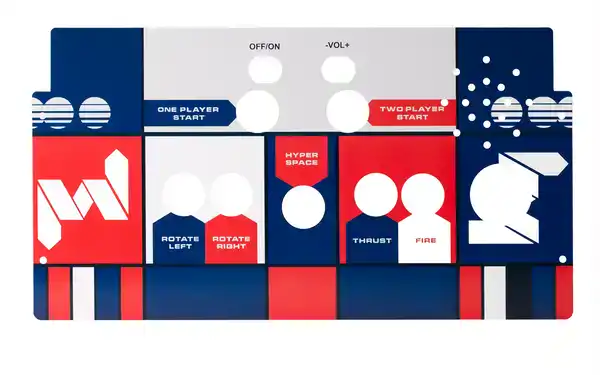 OFF/ON
-VOL+
ONE PLAYER
START
TWO PLAYER
START
HYPER
SPACE
ROTATE
LEFT
ROTATE
RIGHT
THRUST
FIRE